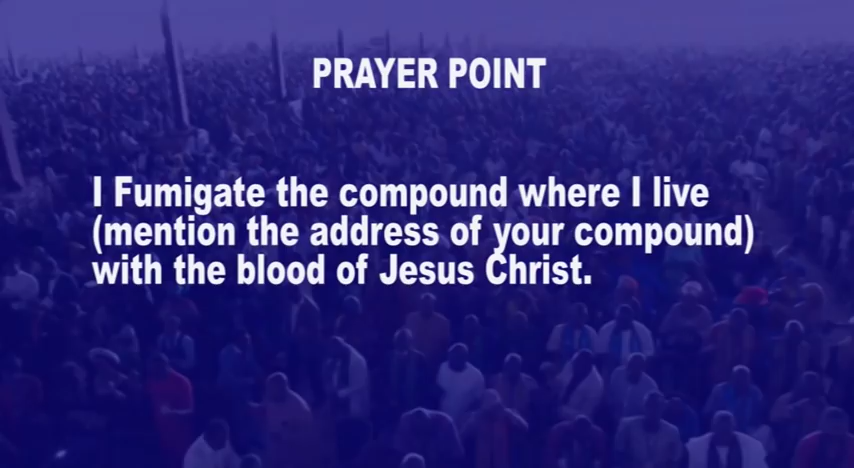 PRAYER POINT
I Fumigate the compound where I live
(mention the address of your compound)
with the blood of Jesus Christ.